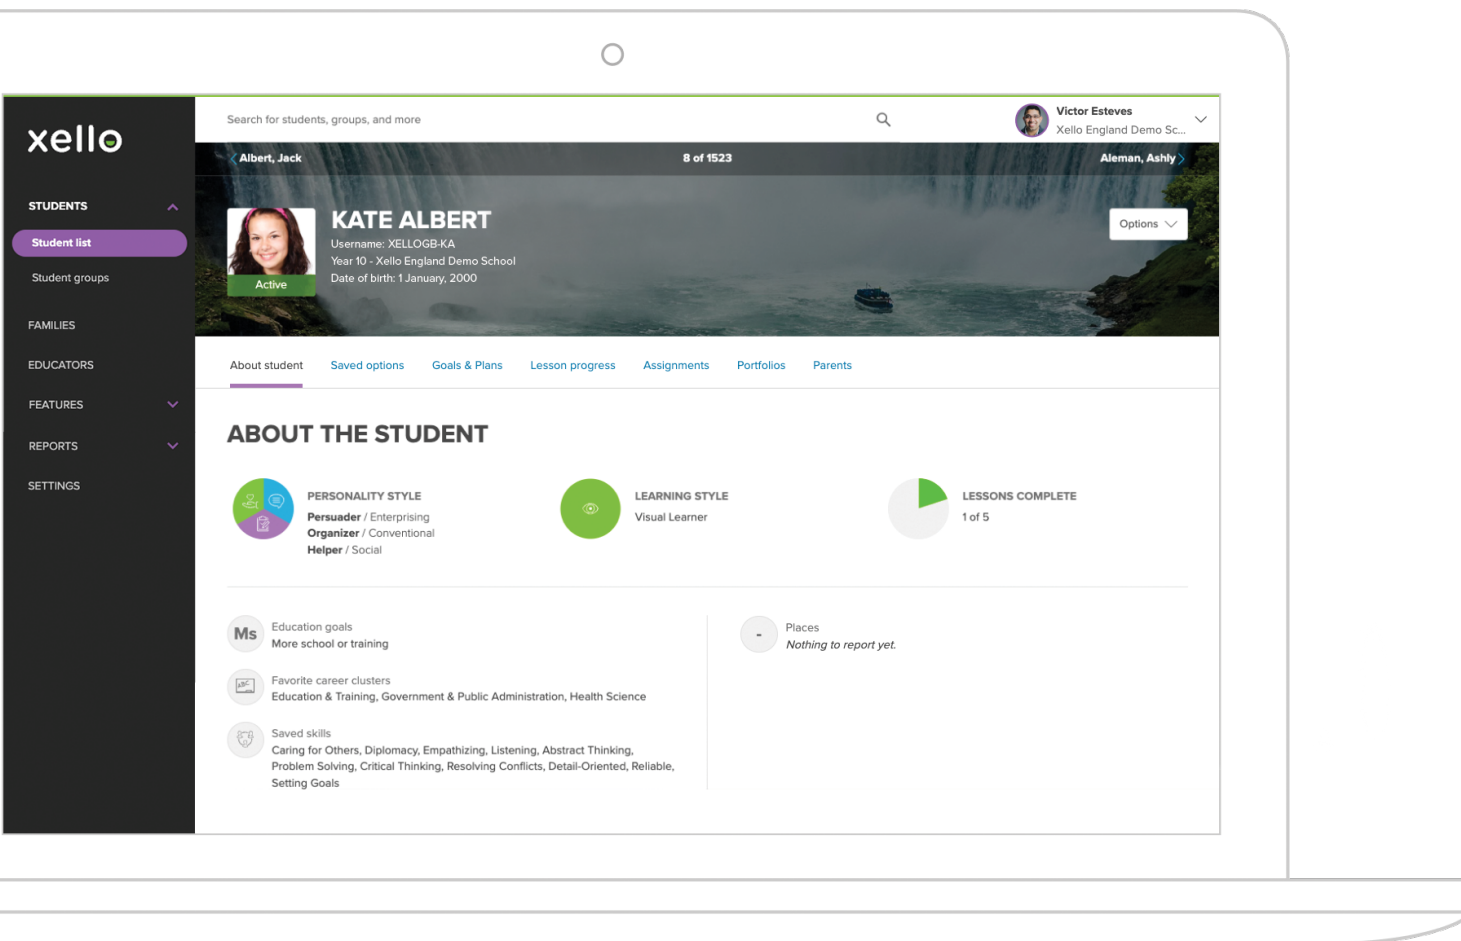 xello
Search for students, groups, and more
Victor Esteves
Xello England Demo Sc...
Albert, Jack
8 of 1523
Aleman, Ashly
STUDENTS
Student list
Student groups
FAMILIES
EDUCATORS
FEATURES
REPORTS
SETTINGS
KATE ALBERT
Username: XELLOGB-KA
Year 10 - Xello England Demo School
Date of birth: 1 January, 2000
Active
Options
About student
Saved options
Goals & Plans
Lesson progress
Assignments
Portfolios
Parents
ABOUT THE STUDENT
PERSONALITY STYLE
Persuader / Enterprising
Organizer / Conventional
Helper / Social
LEARNING STYLE
Visual Learner
LESSONS COMPLETE
1 of 5
Ms
Education goals
More school or training
ABC
Favorite career clusters
Education & Training, Government & Public Administration, Health Science
Saved skills
Caring for Others, Diplomacy, Empathizing, Listening, Abstract Thinking,
Problem Solving, Critical Thinking, Resolving Conflicts, Detail-Oriented, Reliable,
Setting Goals
-
Places
Nothing to report yet.